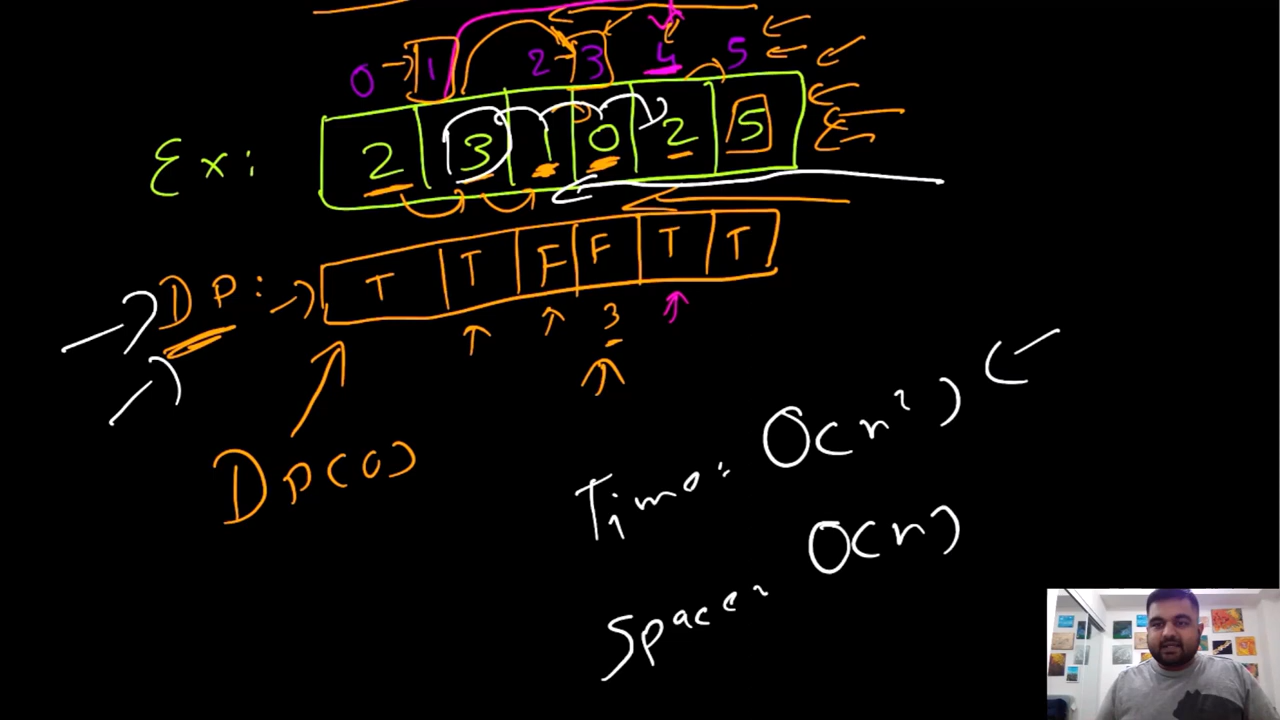 0 1 2 3 4 5
Ex: 2 3 1 0 2 5
DP: T T F F T T
3
DP(0)
Time: O(n²)
Space: O(n)